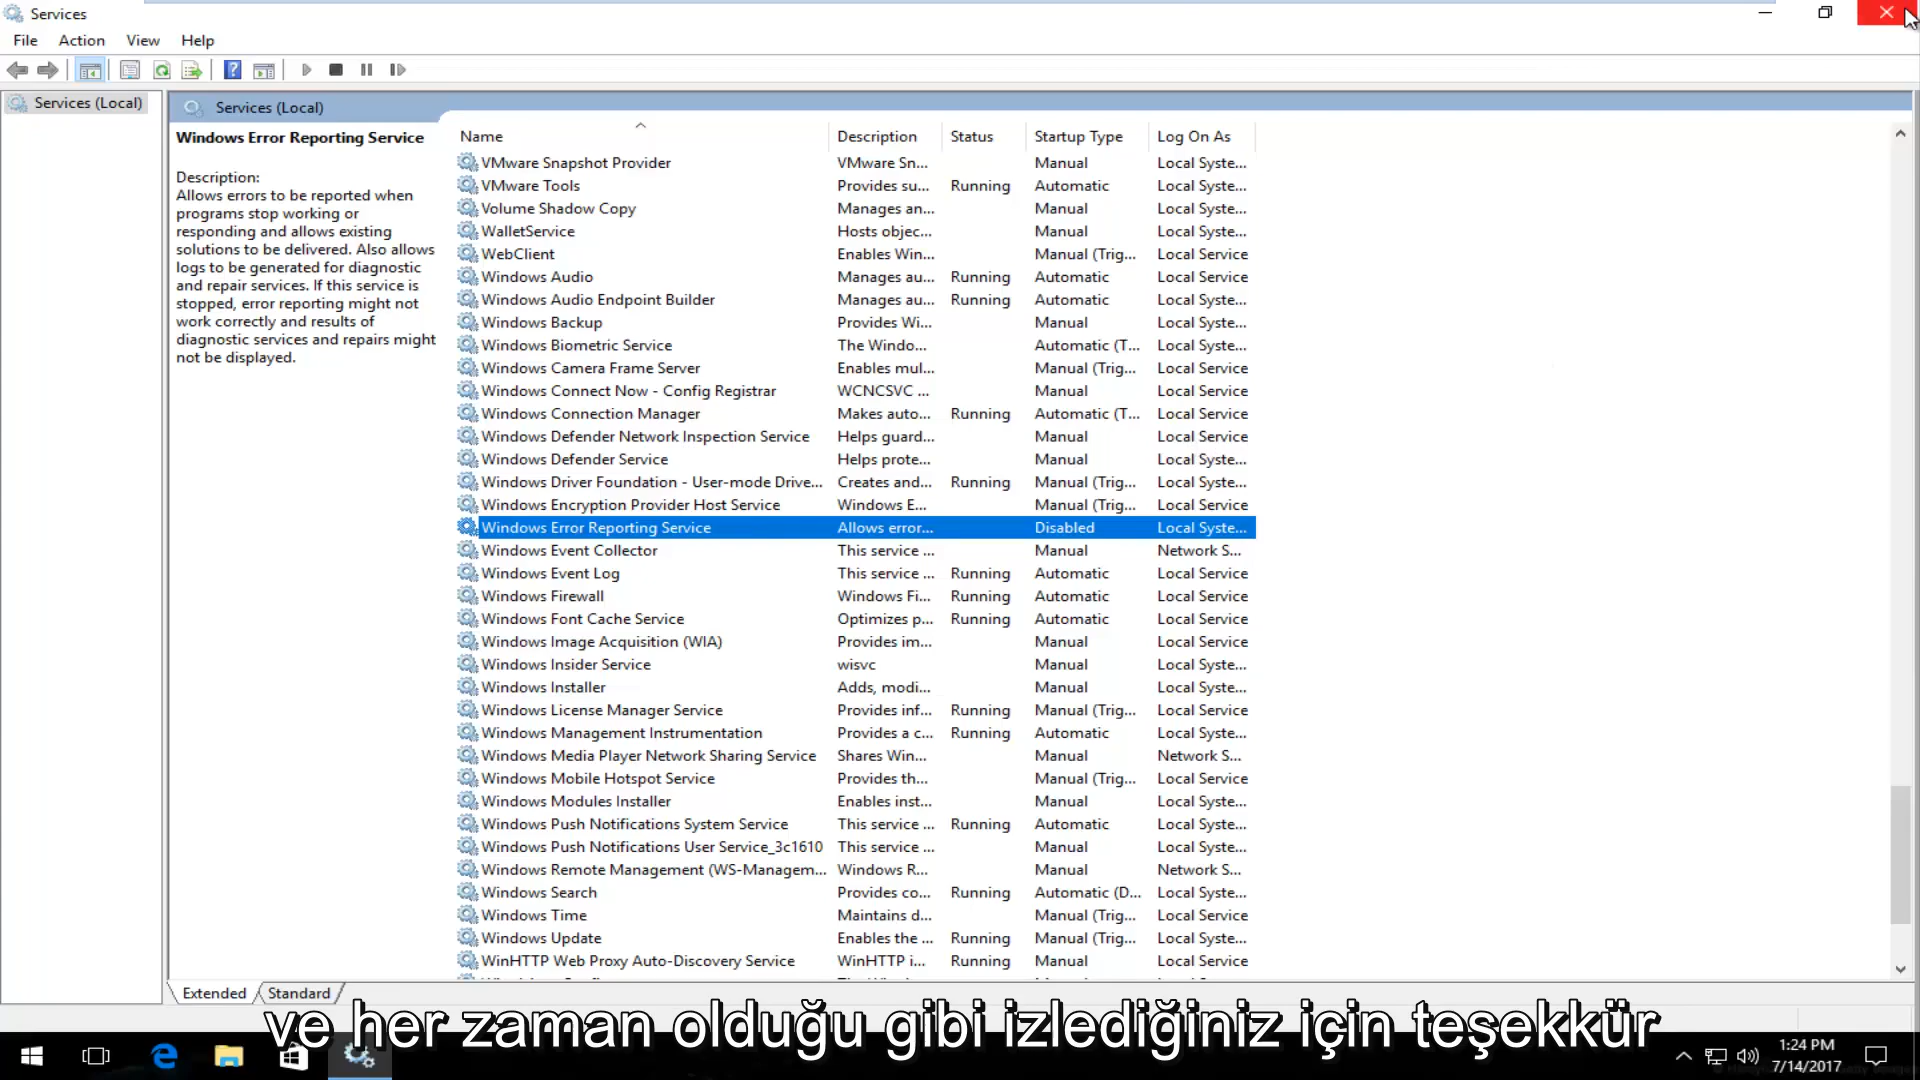 Services
File Action View Help
Services (Local)
Services (Local)
Windows Error Reporting Service
Description:
Allows errors to be reported when
programs stop working or
responding and allows existing
solutions to be delivered. Also allows
logs to be generated for diagnostic
and repair services. If this service is
stopped, error reporting might not
work correctly and results of
diagnostic services and repairs might
not be displayed.
Name Description Status Startup Type Log On As
VMware Snapshot Provider VMware Sn... Manual Local Syste...
VMware Tools Provides su... Running Automatic Local Syste...
Volume Shadow Copy Manages an... Manual Local Syste...
WalletService Hosts objec... Manual Local Syste...
WebClient Enables Win... Manual (Trig... Local Service
Windows Audio Manages au... Running Automatic Local Service
Windows Audio Endpoint Builder Manages au... Running Automatic Local Syste...
Windows Backup Provides Wi... Manual Local Syste...
Windows Biometric Service The Windo... Automatic (T... Local Syste...
Windows Camera Frame Server Enables mul... Manual (Trig... Local Service
Windows Connect Now - Config Registrar WCNCSVC ... Manual Local Service
Windows Connection Manager Makes auto... Running Automatic (T... Local Service
Windows Defender Network Inspection Service Helps guard... Manual Local Service
Windows Defender Service Helps prote... Manual Local Syste...
Windows Driver Foundation - User-mode Drive... Creates and... Running Manual (Trig... Local Syste...
Windows Encryption Provider Host Service Windows E... Manual (Trig... Local Service
Windows Error Reporting Service Allows error... Disabled Local Syste...
Windows Event Collector This service ... Manual Network S...
Windows Event Log This service ... Running Automatic Local Service
Windows Firewall Windows Fi... Running Automatic Local Service
Windows Font Cache Service Optimizes p... Running Automatic Local Service
Windows Image Acquisition (WIA) Provides im... Manual Local Service
Windows Insider Service wisvc Manual Local Syste...
Windows Installer Adds, modi... Manual Local Syste...
Windows License Manager Service Provides inf... Running Manual (Trig... Local Service
Windows Management Instrumentation Provides a c... Running Automatic Local Syste...
Windows Media Player Network Sharing Service Shares Win... Manual Network S...
Windows Mobile Hotspot Service Provides th... Manual (Trig... Local Service
Windows Modules Installer Enables inst... Manual Local Syste...
Windows Push Notifications System Service This service ... Running Automatic Local Syste...
Windows Push Notifications User Service_3c1610 This service ... Manual Local Syste...
Windows Remote Management (WS-Managem... Windows R... Manual Network S...
Windows Search Provides co... Running Automatic (D... Local Syste...
Windows Time Maintains d... Manual (Trig... Local Service
Windows Update Enables the ... Running Manual (Trig... Local Syste...
WinHTTP Web Proxy Auto-Discovery Service WinHTTP i... Running Manual Local Service
Extended Standard
ve her zaman olduğu gibi izlediğiniz için teşekkür
1:24 PM
7/14/2017